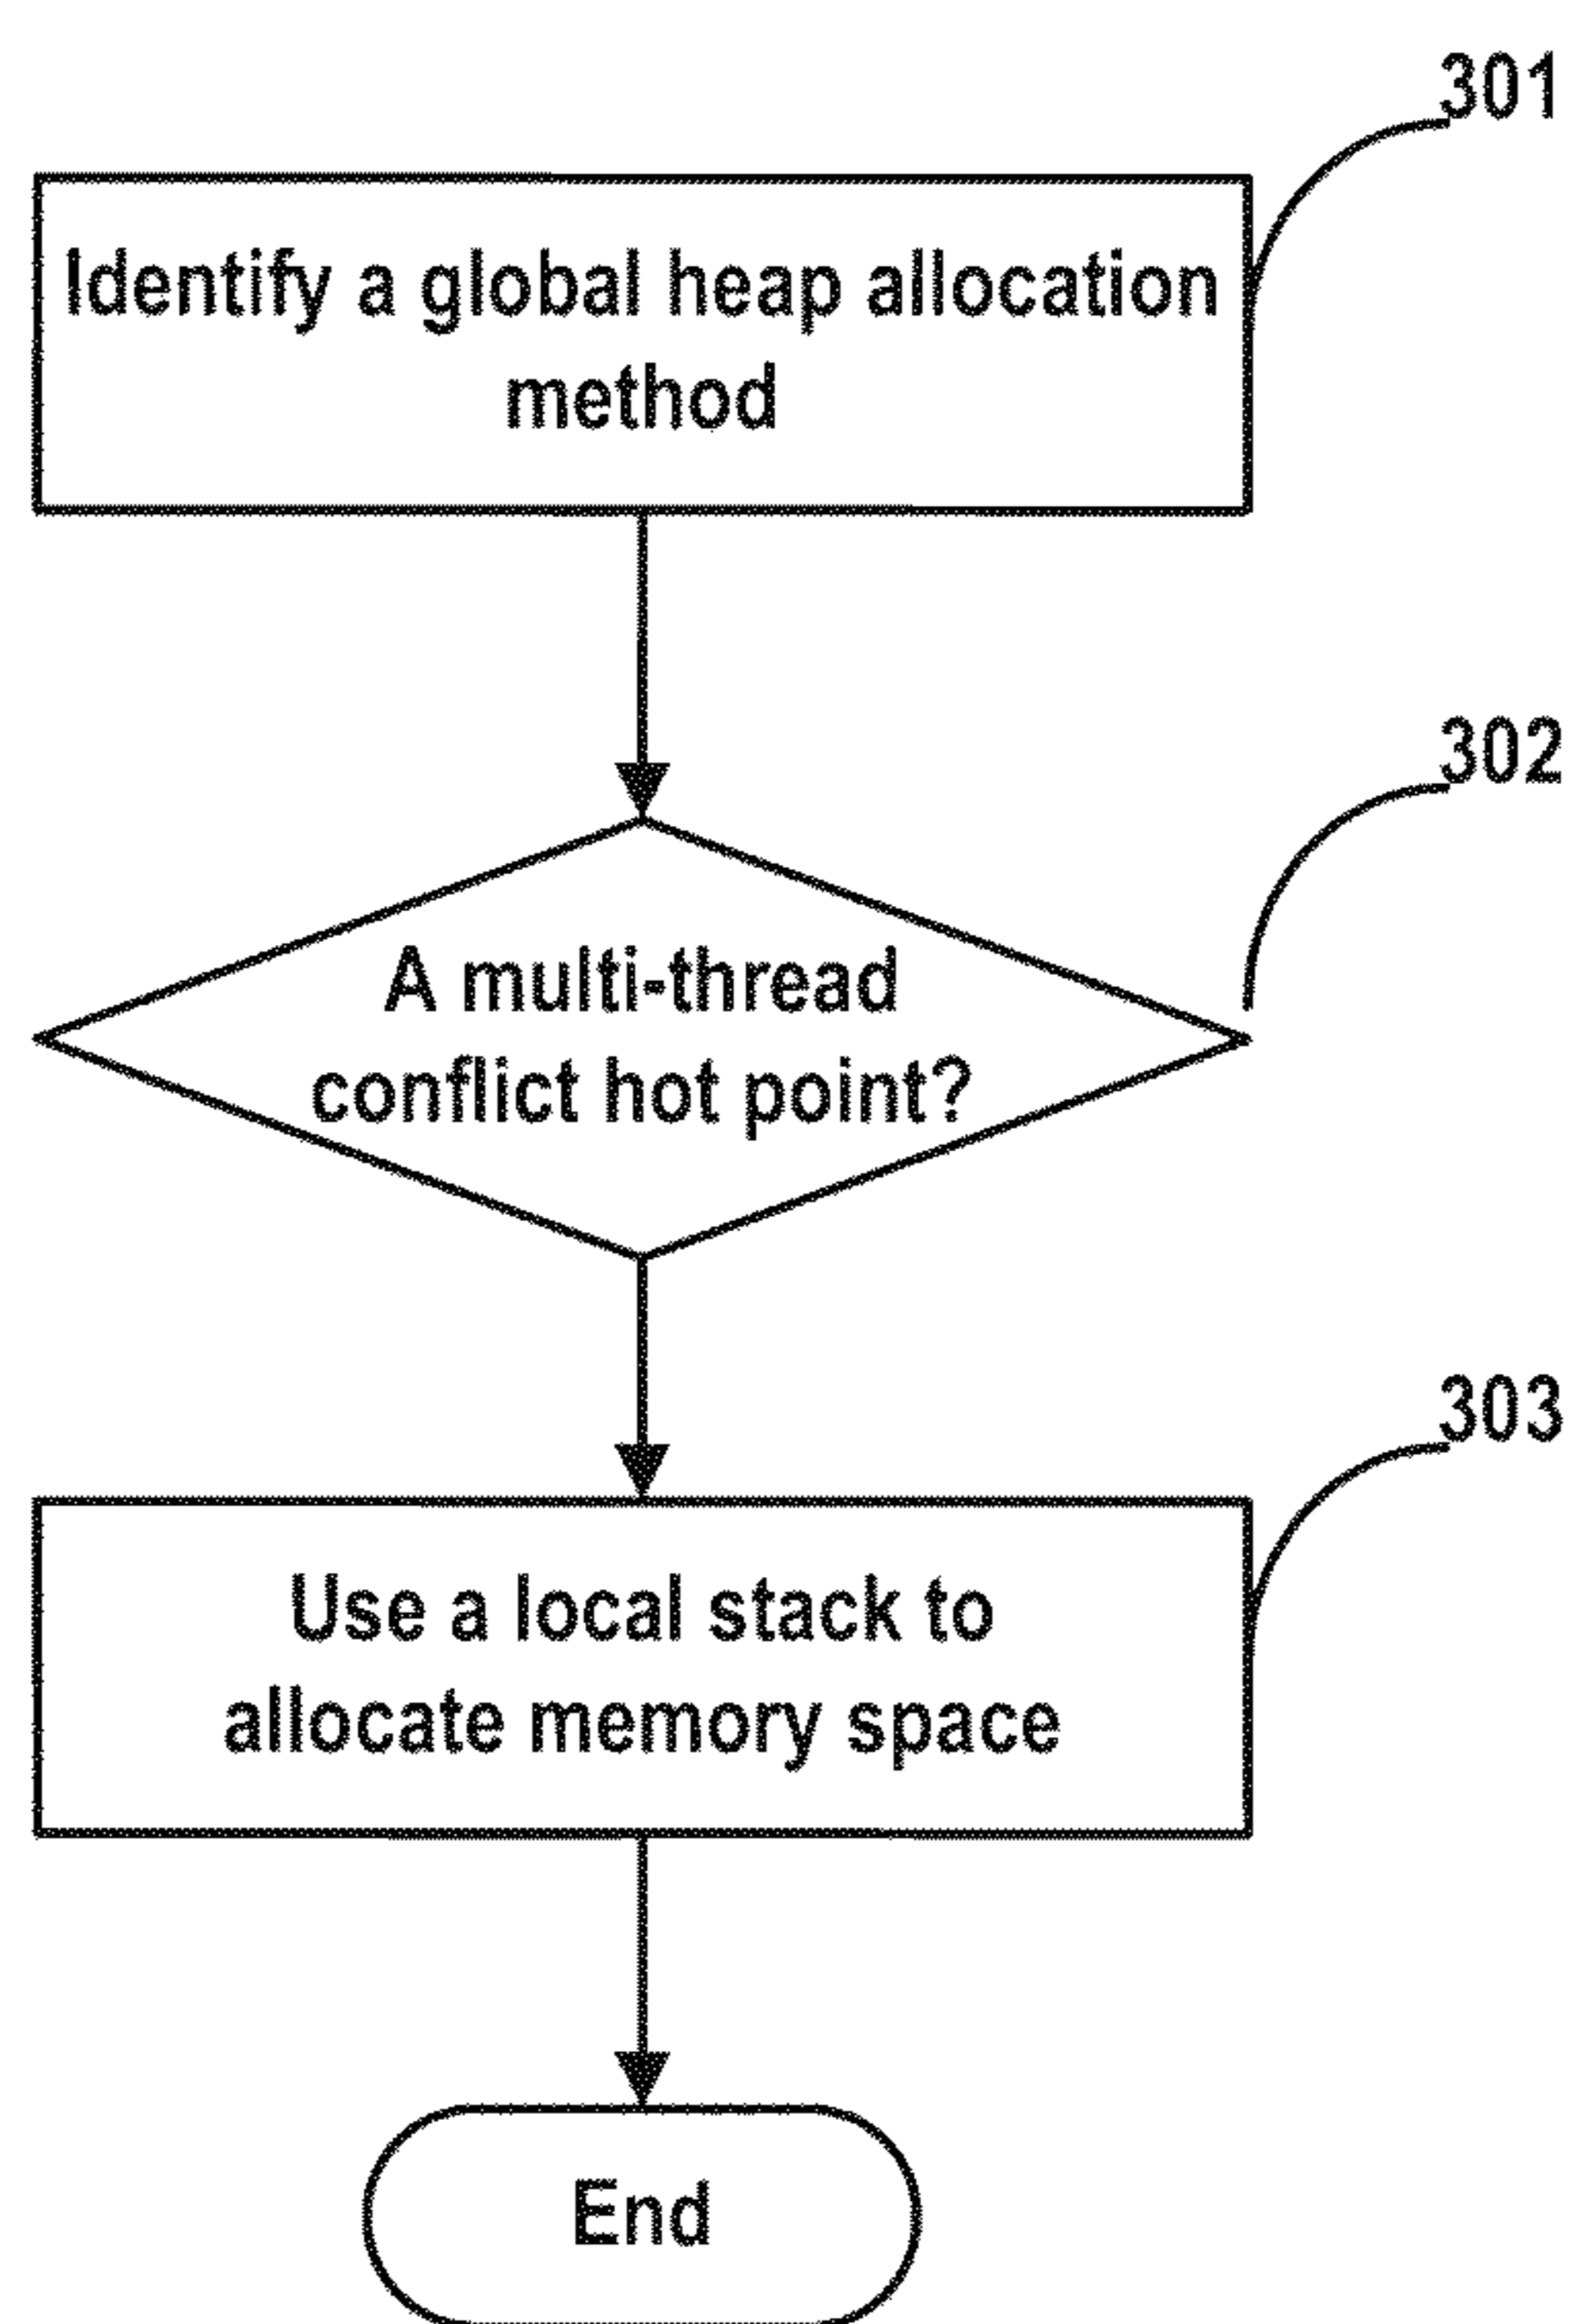 301
Identify a global heap allocation
method
302
A multi-thread
conflict hot point?
303
Use a local stack to
allocate memory space
End